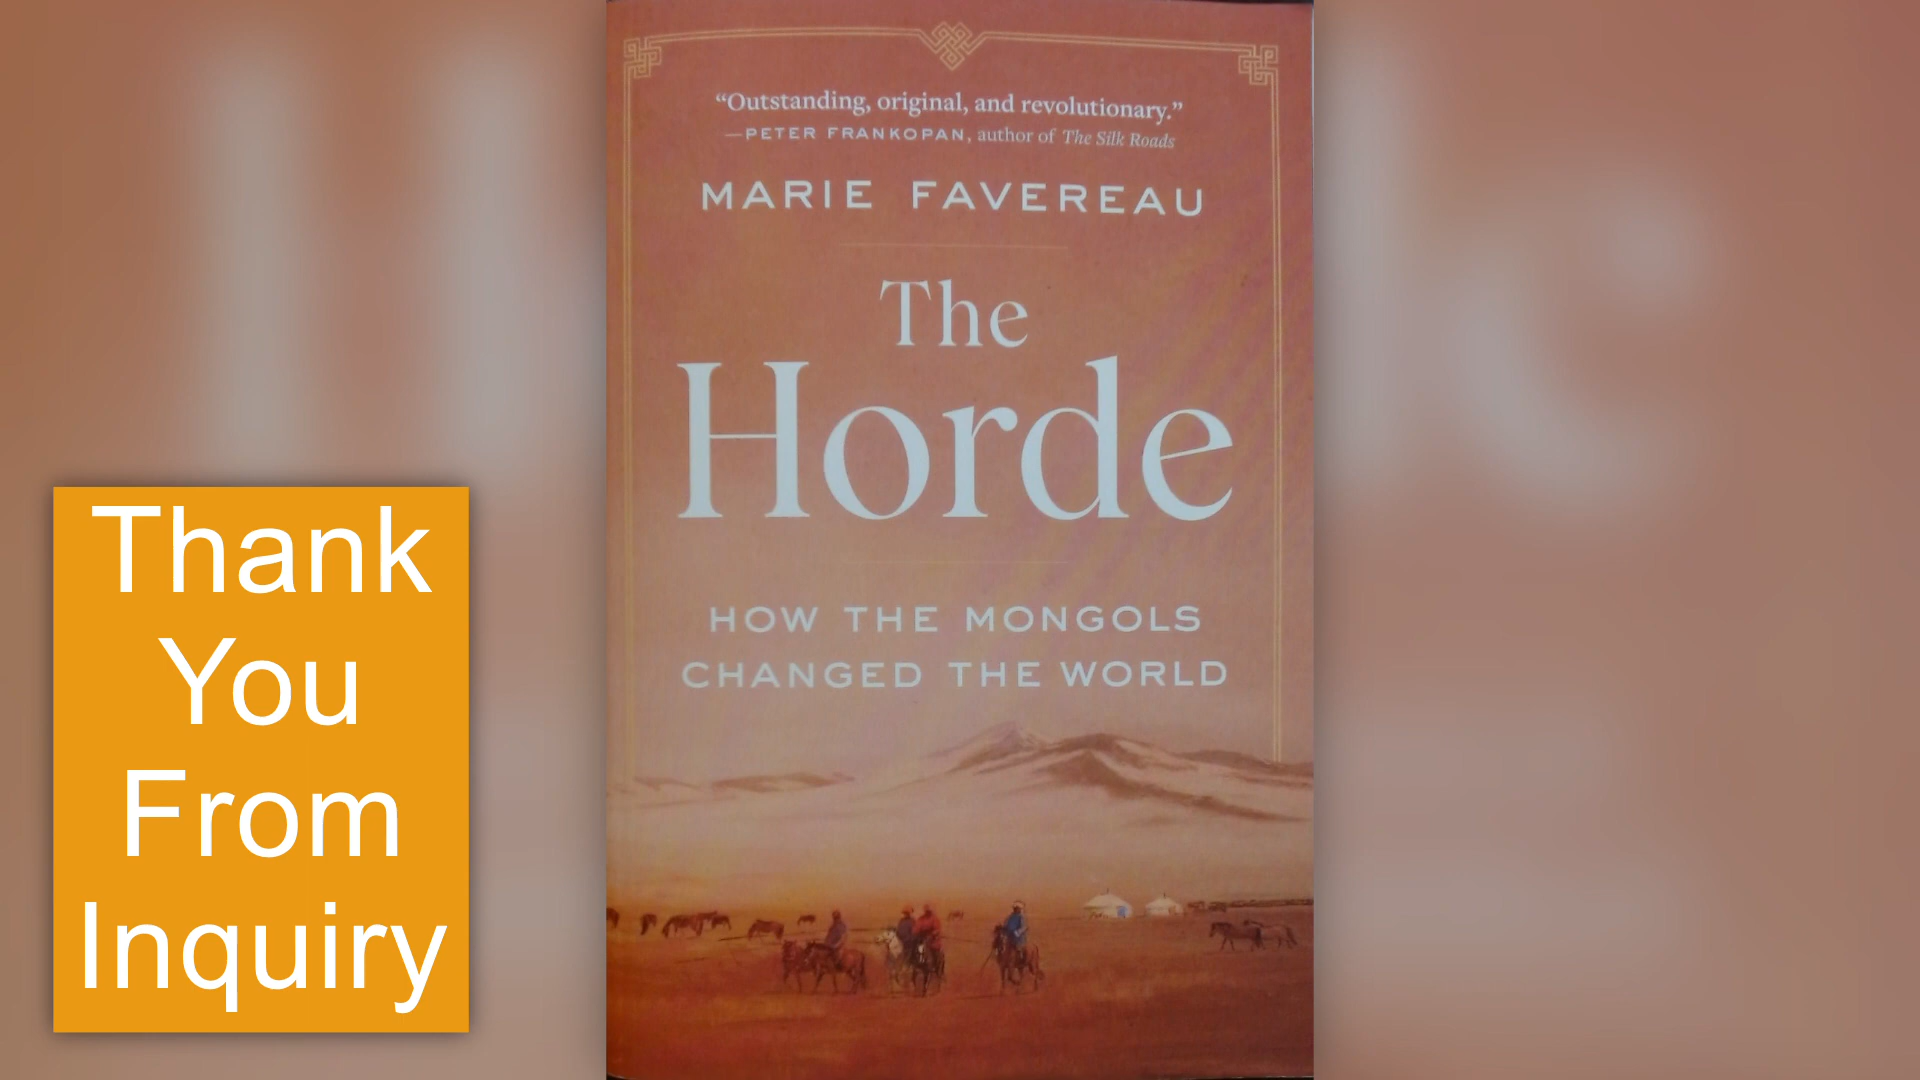 “Outstanding, original, and revolutionary.”
—PETER FRANKOPAN, author of The Silk Roads
MARIE FAVEREAU
The
Horde
HOW THE MONGOLS
CHANGED THE WORLD
Thank
You
From
Inquiry